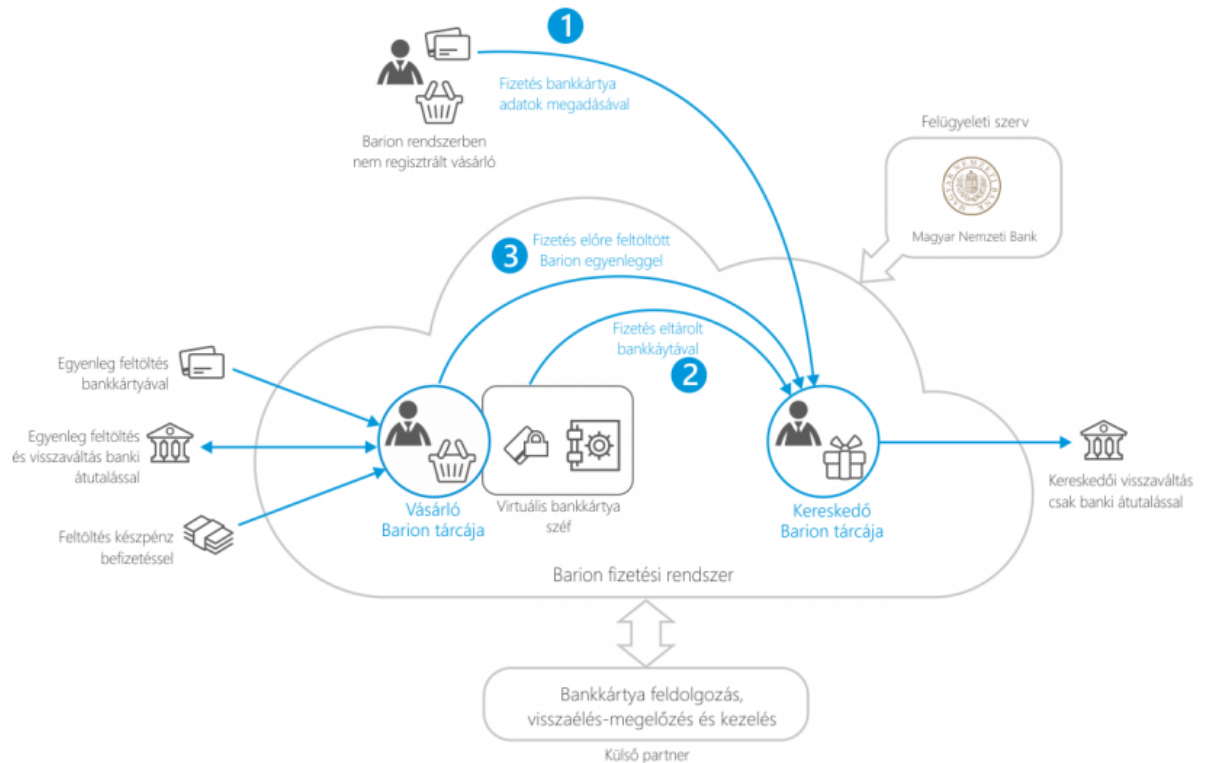 1
Fizetés bankkártya
adatok megadásával
Barion rendszerben
nem regisztrált vásárló
Felügyeleti szerv
MAGYAR NEMZETI BANK
Magyar Nemzeti Bank
3
Fizetés előre feltöltött
Barion egyenleggel
Fizetés eltárolt
bankkáytával
2
Egyenleg feltöltés
bankkártyával
Egyenleg feltöltés
és visszaváltás banki
átutalással
Feltöltés készpénz
befizetéssel
Vásárló
Barion tárcája
Virtuális bankkártya
széf
Kereskedő
Barion tárcája
Kereskedői visszaváltás
csak banki átutalással
Barion fizetési rendszer
Bankkártya feldolgozás,
visszaélés-megelőzés és kezelés
Külső partner